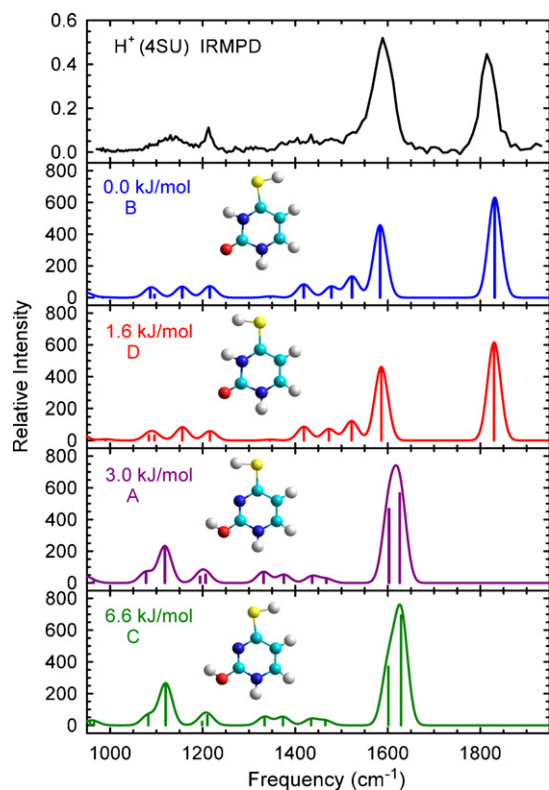 0.6
H⁺ (4SU) IRMPD
0.4
0.2
0.0
800
0.0 kJ/mol
B
600
400
200
0
800
1.6 kJ/mol
D
600
400
200
0
800
3.0 kJ/mol
A
600
400
200
0
800
6.6 kJ/mol
C
600
400
200
0
Relative Intensity
1000 1200 1400 1600 1800
Frequency (cm⁻¹)